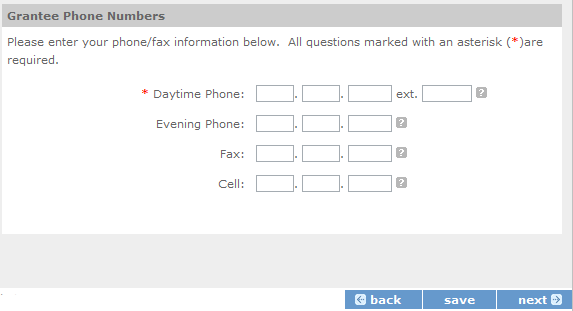 Grantee Phone Numbers
Please enter your phone/fax information below.  All questions marked with an asterisk (*)are
required.
* Daytime Phone: . . ext. ?
Evening Phone: . . ?
Fax: . . ?
Cell: . . ?
back save next